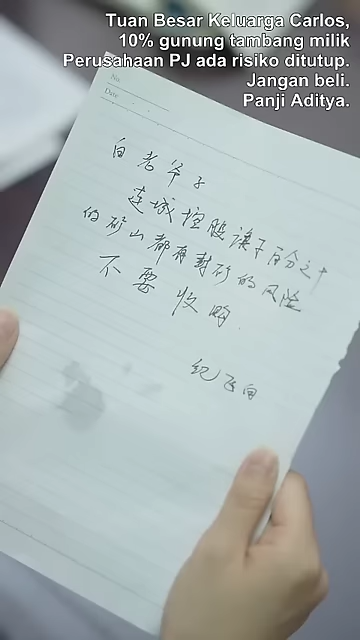 Tuan Besar Keluarga Carlos,
10% gunung tambang milik
Perusahaan PJ ada risiko ditutup.
Jangan beli.
Panji Aditya.
No.
Date
白老爷子
连城控股旗下百分之十
的矿山都有封矿的风险
不要收购.
纪飞白